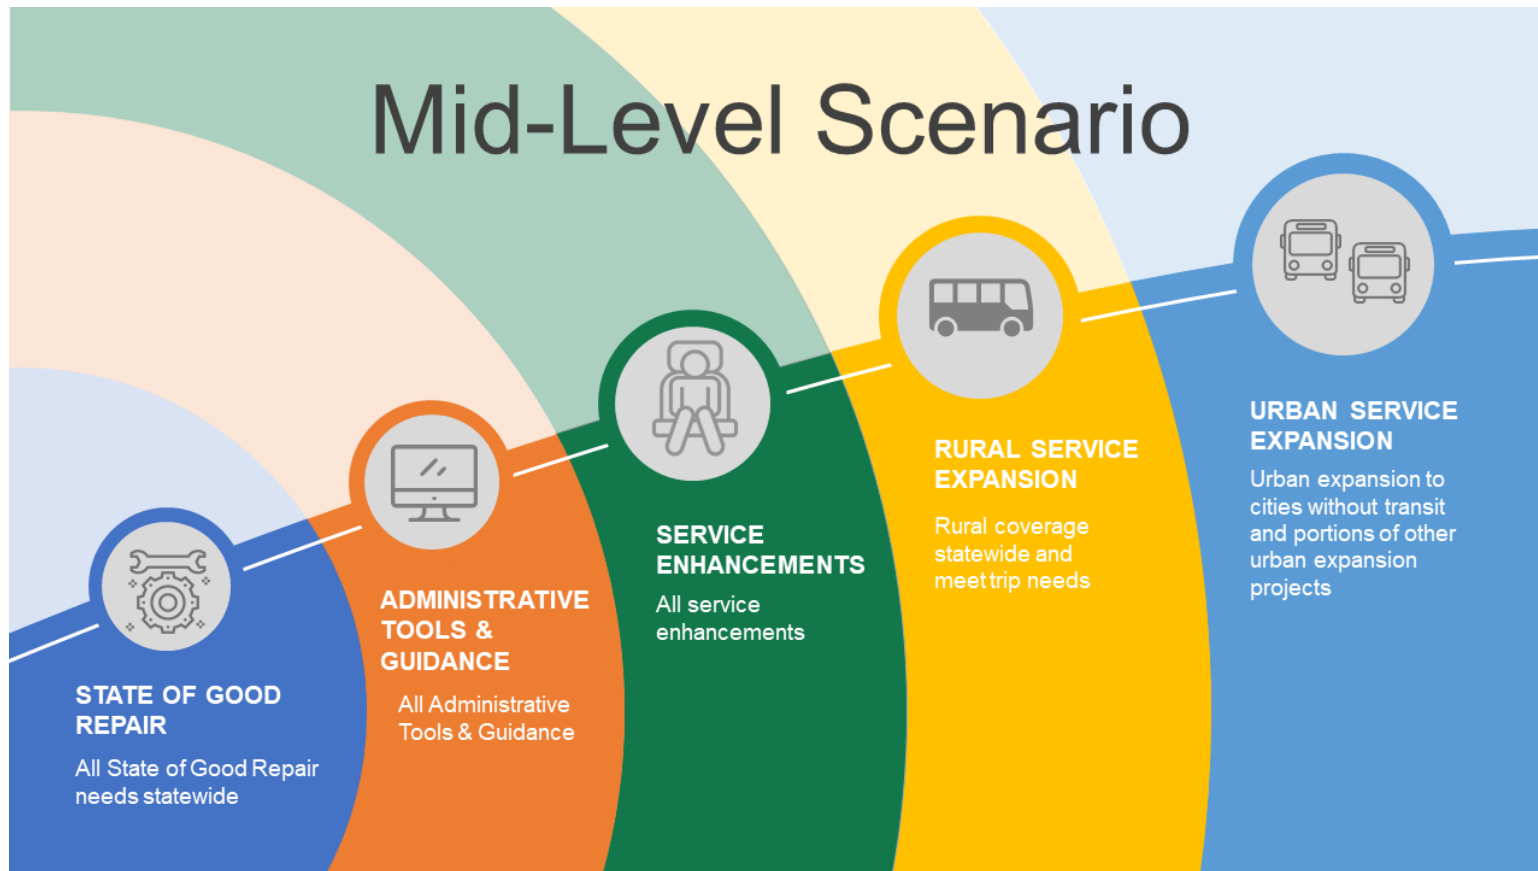 Mid-Level Scenario
STATE OF GOOD
REPAIR
All State of Good Repair
needs statewide
ADMINISTRATIVE
TOOLS &
GUIDANCE
All Administrative
Tools & Guidance
SERVICE
ENHANCEMENTS
All service
enhancements
RURAL SERVICE
EXPANSION
Rural coverage
statewide and
meet trip needs
URBAN SERVICE
EXPANSION
Urban expansion to
cities without transit
and portions of other
urban expansion
projects